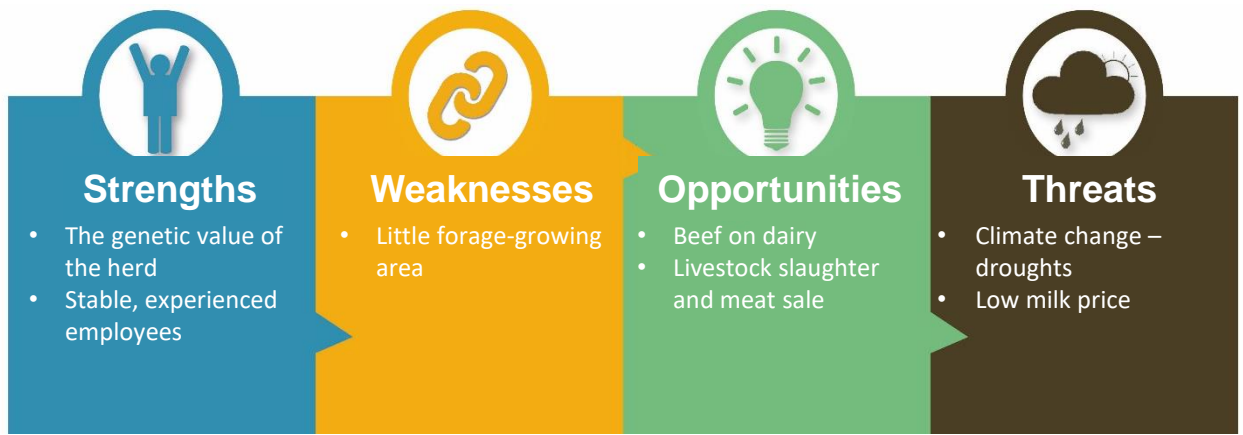 Strengths
• The genetic value of
the herd
• Stable, experienced
employees
Weaknesses
• Little forage-growing
area
Opportunities
• Beef on dairy
• Livestock slaughter
and meat sale
Threats
• Climate change –
droughts
• Low milk price